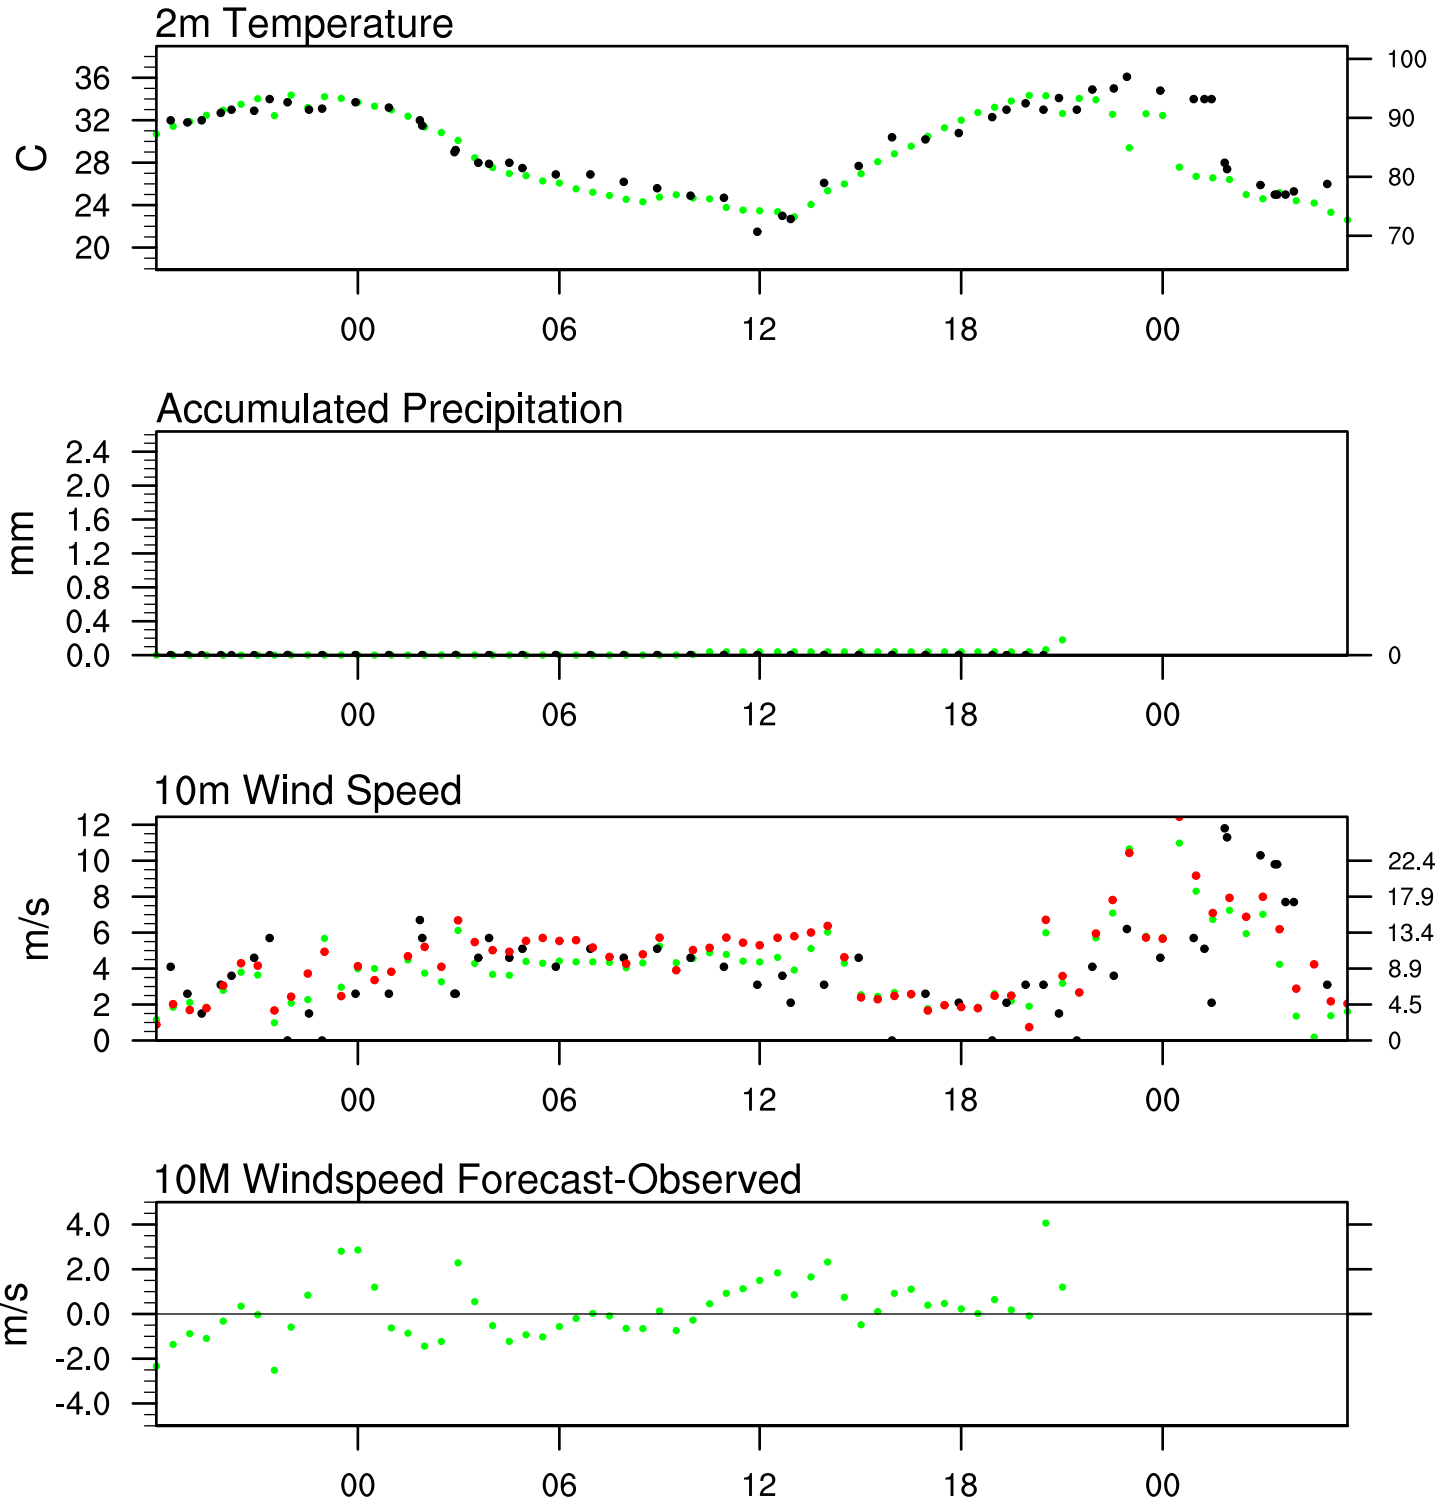 2m Temperature
C
36
32
28
24
20
100
90
80
70
00 06 12 18 00
Accumulated Precipitation
mm
2.4
2.0
1.6
1.2
0.8
0.4
0.0
0
00 06 12 18 00
10m Wind Speed
m/s
12
10
8
6
4
2
0
22.4
17.9
13.4
8.9
4.5
0
00 06 12 18 00
10M Windspeed Forecast-Observed
m/s
4.0
2.0
0.0
-2.0
-4.0
00 06 12 18 00